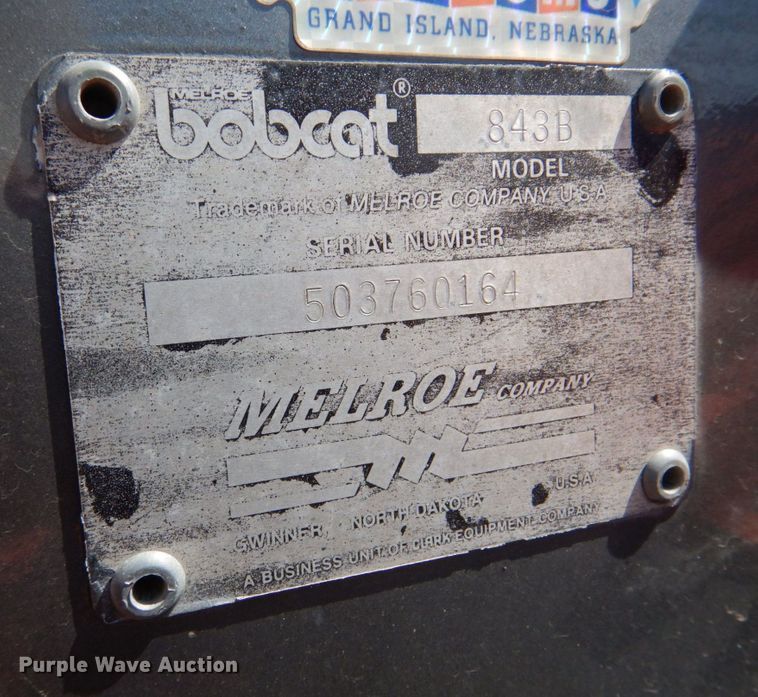 GRAND ISLAND, NEBRASKA
MELROE
bobcat®
843B
MODEL
Trademark of MELROE COMPANY U.S.A
SERIAL NUMBER
503760164
MELROE COMPANY
GWINNER, NORTH DAKOTA U.S.A
A BUSINESS UNIT OF CLARK EQUIPMENT COMPANY
Purple Wave Auction